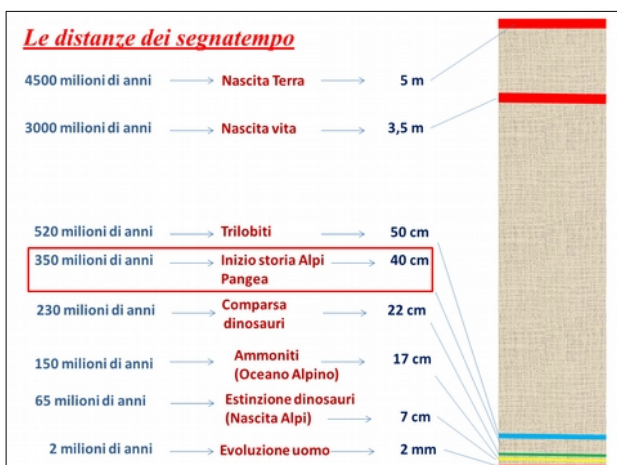 Le distanze dei segnatempo
4500 milioni di anni Nascita Terra 5 m
3000 milioni di anni Nascita vita 3,5 m
520 milioni di anni Trilobiti 50 cm
350 milioni di anni Inizio storia Alpi 40 cm
Pangea
230 milioni di anni Comparsa 22 cm
dinosauri
150 milioni di anni Ammoniti 17 cm
(Oceano Alpino)
65 milioni di anni Estinzione dinosauri
(Nascita Alpi) 7 cm
2 milioni di anni Evoluzione uomo 2 mm